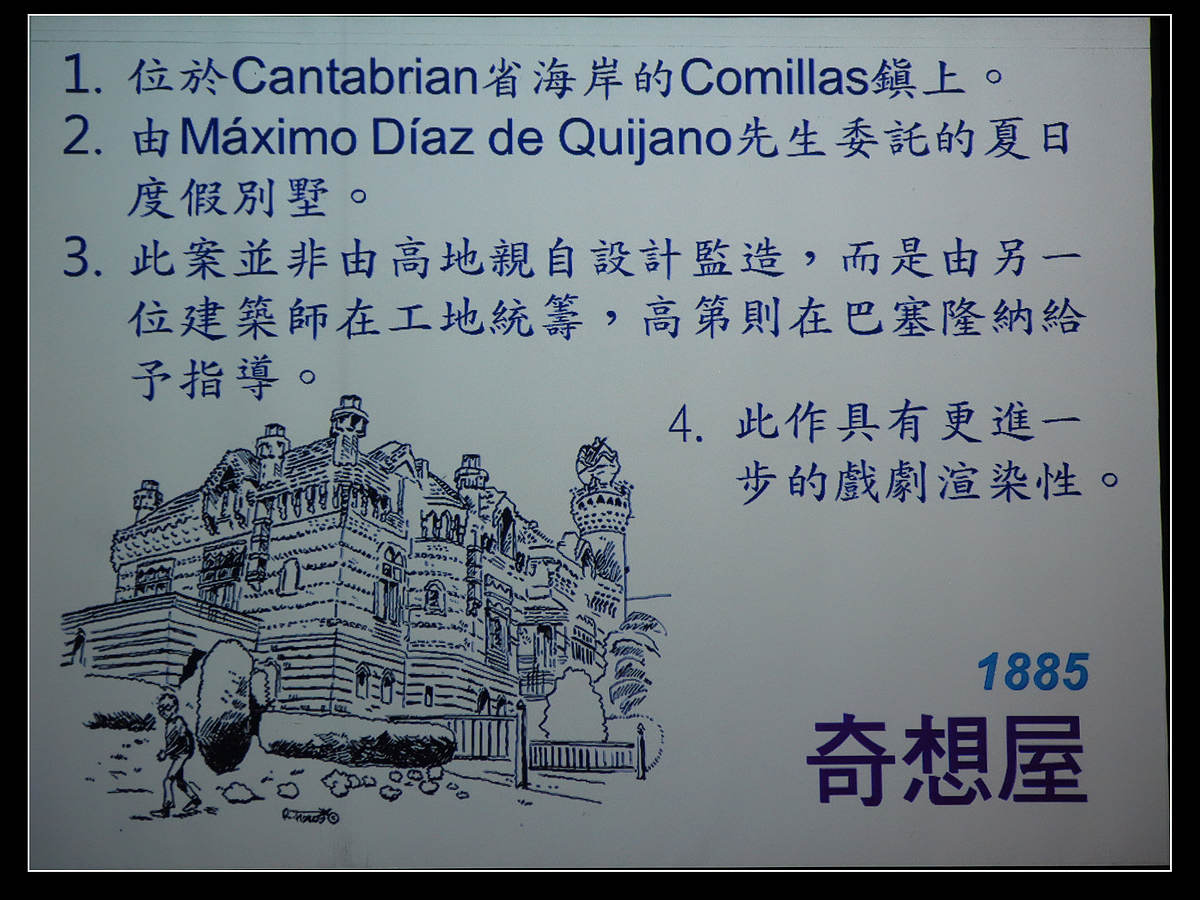 1. 位於Cantabrian省海岸的Comillas鎮上。
2. 由Máximo Díaz de Quijano先生委託的夏日
度假別墅。
3. 此案並非由高地親自設計監造，而是由另一
位建築師在工地統籌，高第則在巴塞隆納給
予指導。
4. 此作具有更進一
步的戲劇渲染性。
1885
奇想屋